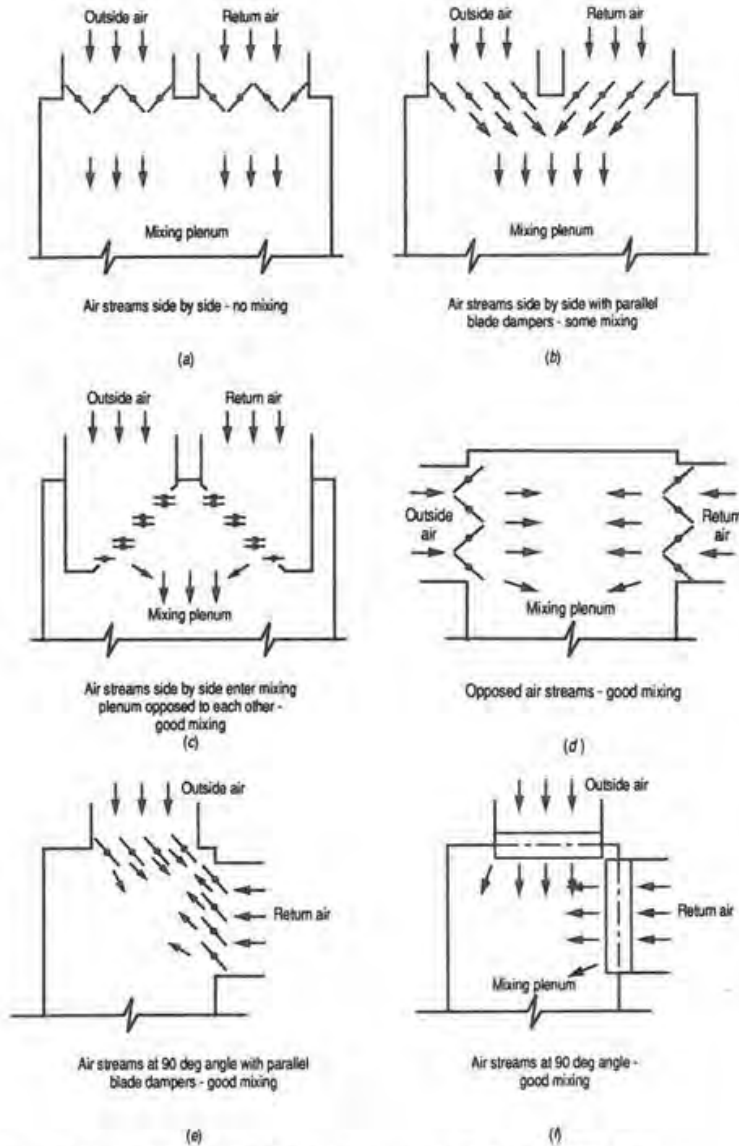 Outside air
Return air
Mixing plenum
Air streams side by side - no mixing
(a)
Outside air
Return air
Mixing plenum
Air streams side by side with parallel
blade dampers - some mixing
(b)
Outside air
Return air
Mixing plenum
Air streams side by side enter mixing
plenum opposed to each other -
good mixing
(c)
Outside
air
Return
air
Mixing plenum
Opposed air streams - good mixing
(d)
Outside air
Return air
Air streams at 90 deg angle with parallel
blade dampers - good mixing
(e)
Outside air
Return air
Mixing plenum
Air streams at 90 deg angle -
good mixing
(f)